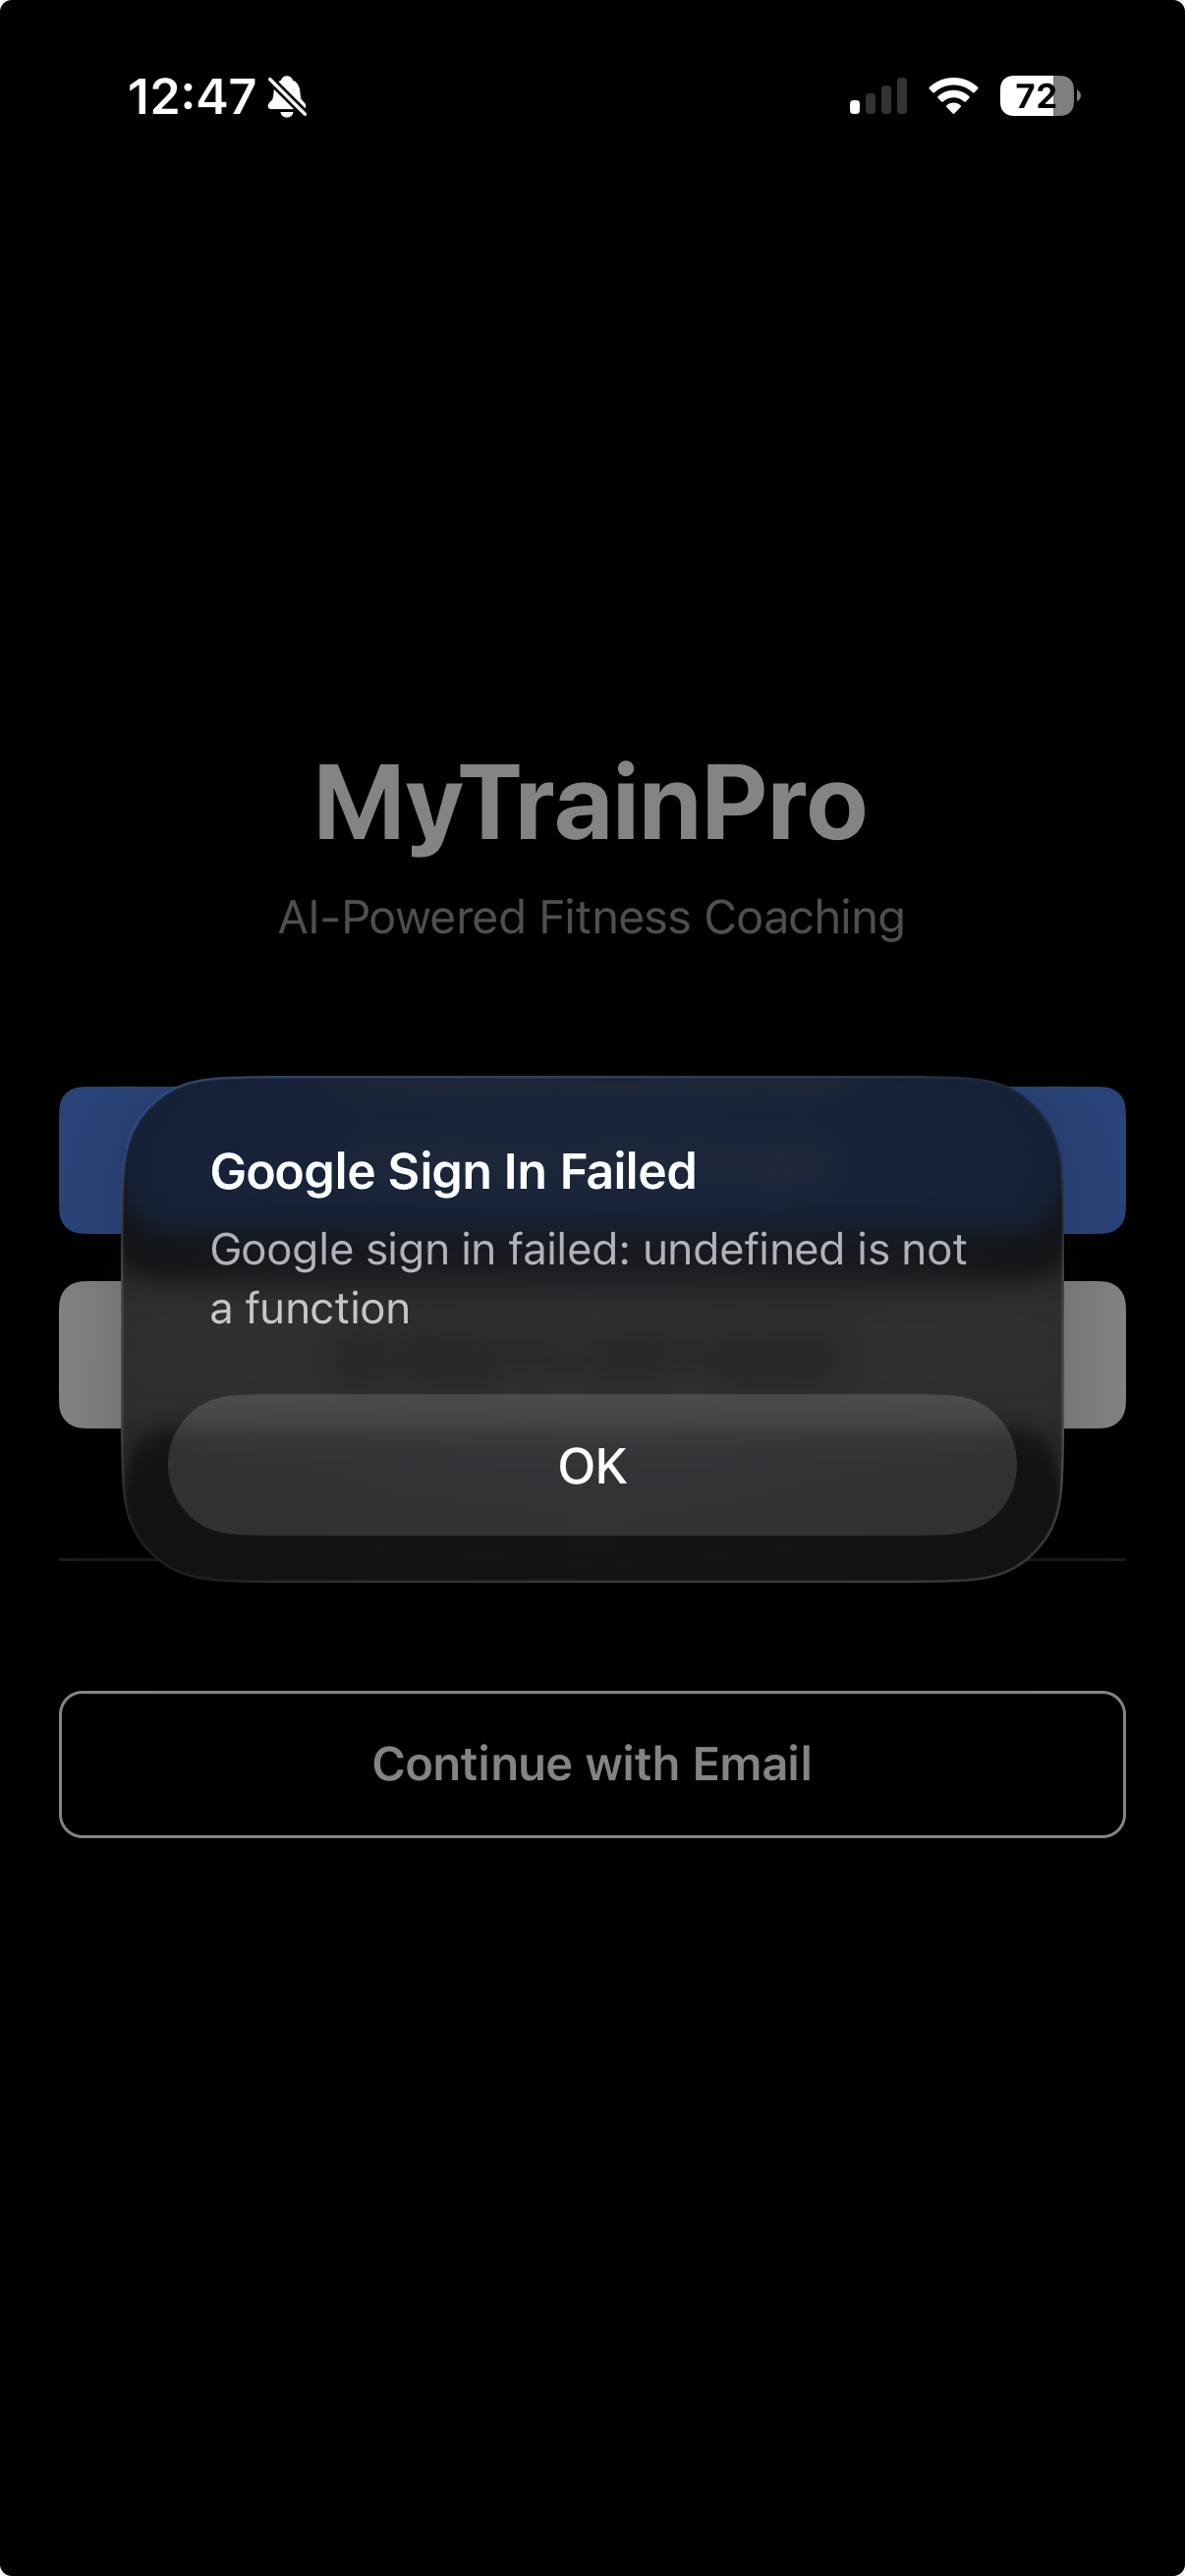 12:47
72
MyTrainPro
AI-Powered Fitness Coaching
Google Sign In Failed
Google sign in failed: undefined is not
a function
OK
Continue with Email